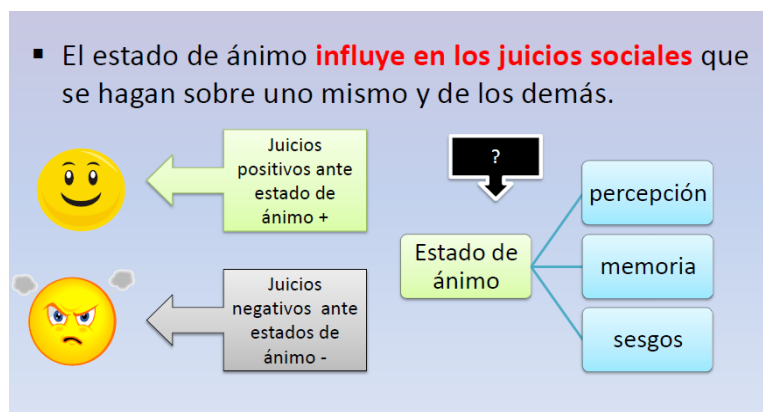 ▪ El estado de ánimo influye en los juicios sociales que
se hagan sobre uno mismo y de los demás.
Juicios
positivos ante
estado de
ánimo +
Juicios
negativos ante
estados de
ánimo -
?
Estado de
ánimo
percepción
memoria
sesgos